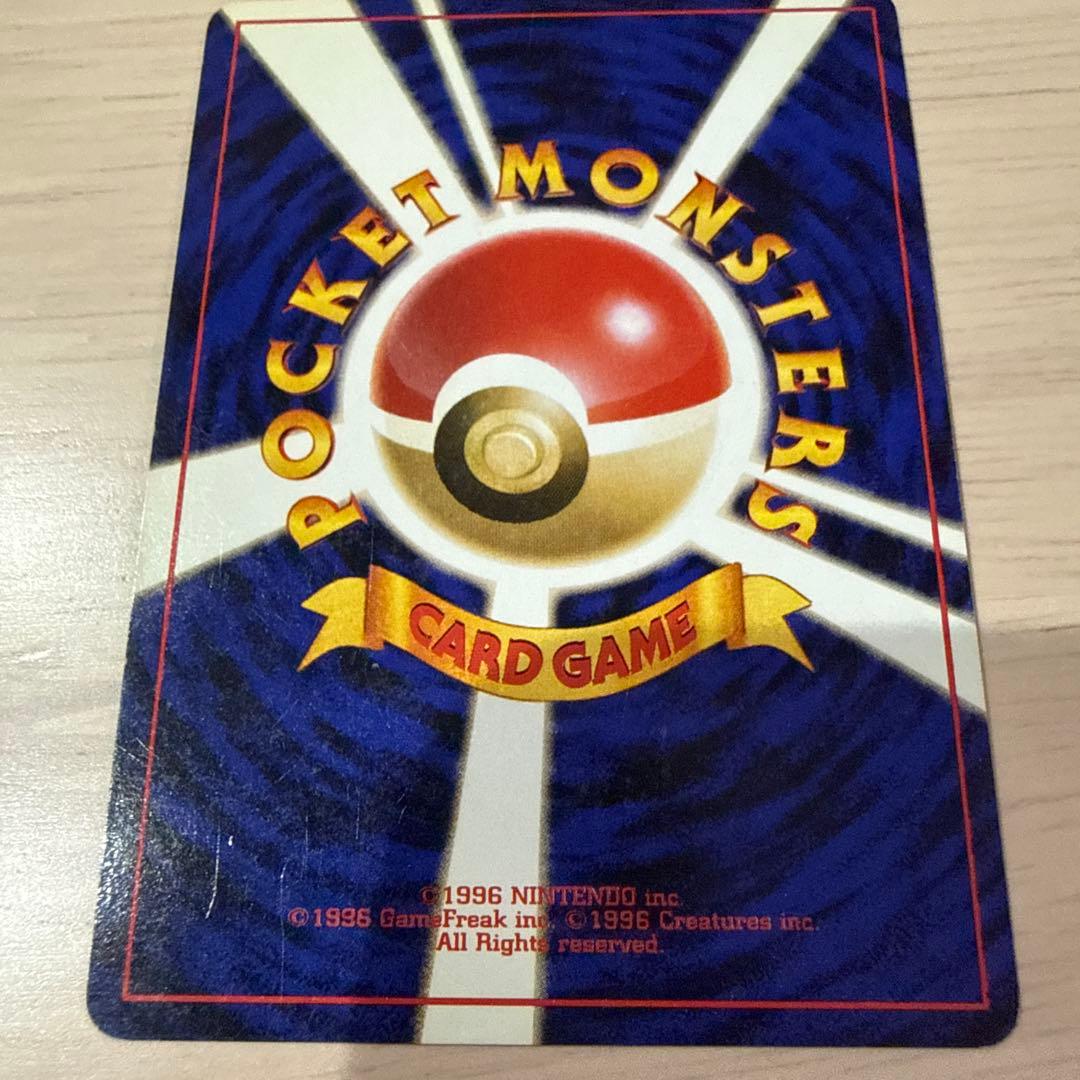 POCKET MONSTERS
CARD GAME
©1996 NINTENDO inc.
©1996 GameFreak inc. ©1996 Creatures inc.
All Rights reserved.